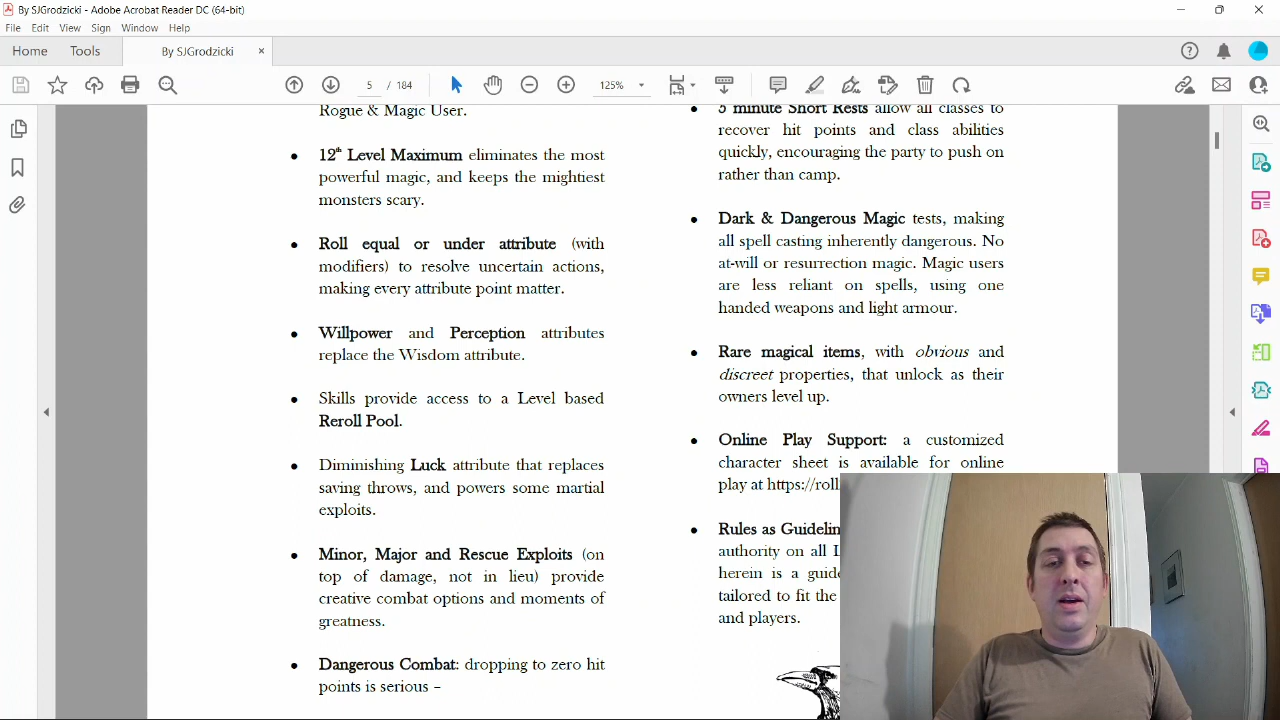 By SJGrodzicki - Adobe Acrobat Reader DC (64-bit)
File Edit View Sign Window Help
Home Tools By SJGrodzicki ×
5 / 184 125%
Rogue & Magic User.
• 12th Level Maximum eliminates the most
powerful magic, and keeps the mightiest
monsters scary.
• Roll equal or under attribute (with
modifiers) to resolve uncertain actions,
making every attribute point matter.
• Willpower and Perception attributes
replace the Wisdom attribute.
• Skills provide access to a Level based
Reroll Pool.
• Diminishing Luck attribute that replaces
saving throws, and powers some martial
exploits.
• Minor, Major and Rescue Exploits (on
top of damage, not in lieu) provide
creative combat options and moments of
greatness.
• Dangerous Combat: dropping to zero hit
points is serious –
• 5 minute Short Rests allow all classes to
recover hit points and class abilities
quickly, encouraging the party to push on
rather than camp.
• Dark & Dangerous Magic tests, making
all spell casting inherently dangerous. No
at-will or resurrection magic. Magic users
are less reliant on spells, using one
handed weapons and light armour.
• Rare magical items, with obvious and
discreet properties, that unlock as their
owners level up.
• Online Play Support: a customized
character sheet is available for online
play at https://roll
• Rules as Guidelin
authority on all
herein is a guid
tailored to fit the
and players.